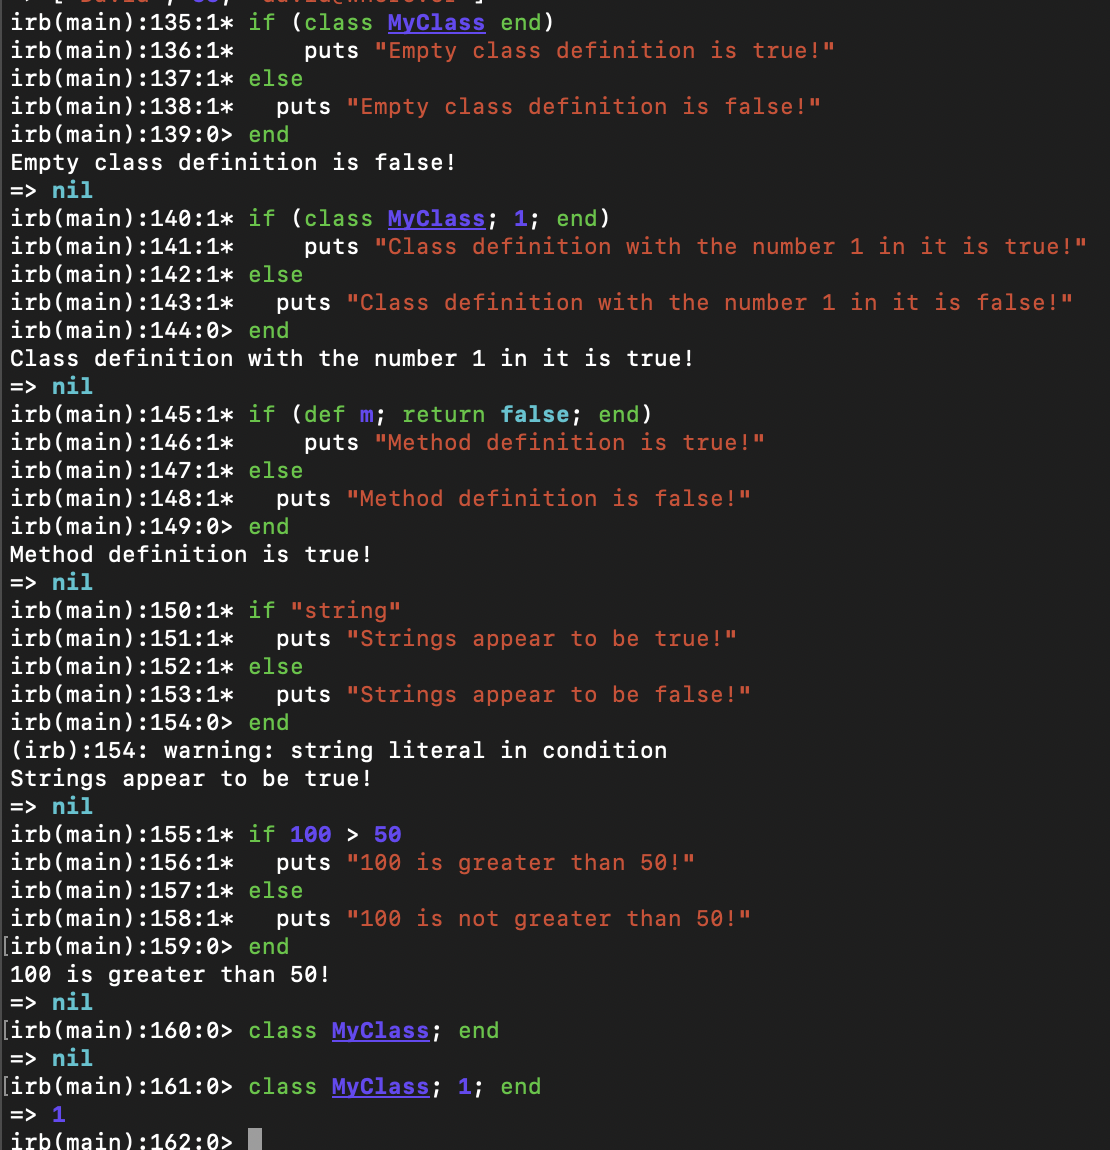 irb(main):135:1* if (class MyClass end)
irb(main):136:1*     puts "Empty class definition is true!"
irb(main):137:1* else
irb(main):138:1*   puts "Empty class definition is false!"
irb(main):139:0> end
Empty class definition is false!
=> nil
irb(main):140:1* if (class MyClass; 1; end)
irb(main):141:1*     puts "Class definition with the number 1 in it is true!"
irb(main):142:1* else
irb(main):143:1*   puts "Class definition with the number 1 in it is false!"
irb(main):144:0> end
Class definition with the number 1 in it is true!
=> nil
irb(main):145:1* if (def m; return false; end)
irb(main):146:1*     puts "Method definition is true!"
irb(main):147:1* else
irb(main):148:1*   puts "Method definition is false!"
irb(main):149:0> end
Method definition is true!
=> nil
irb(main):150:1* if "string"
irb(main):151:1*   puts "Strings appear to be true!"
irb(main):152:1* else
irb(main):153:1*   puts "Strings appear to be false!"
irb(main):154:0> end
(irb):154: warning: string literal in condition
Strings appear to be true!
=> nil
irb(main):155:1* if 100 > 50
irb(main):156:1*   puts "100 is greater than 50!"
irb(main):157:1* else
irb(main):158:1*   puts "100 is not greater than 50!"
[irb(main):159:0> end
100 is greater than 50!
=> nil
[irb(main):160:0> class MyClass; end
=> nil
[irb(main):161:0> class MyClass; 1; end
=> 1
irb(main):162:0>